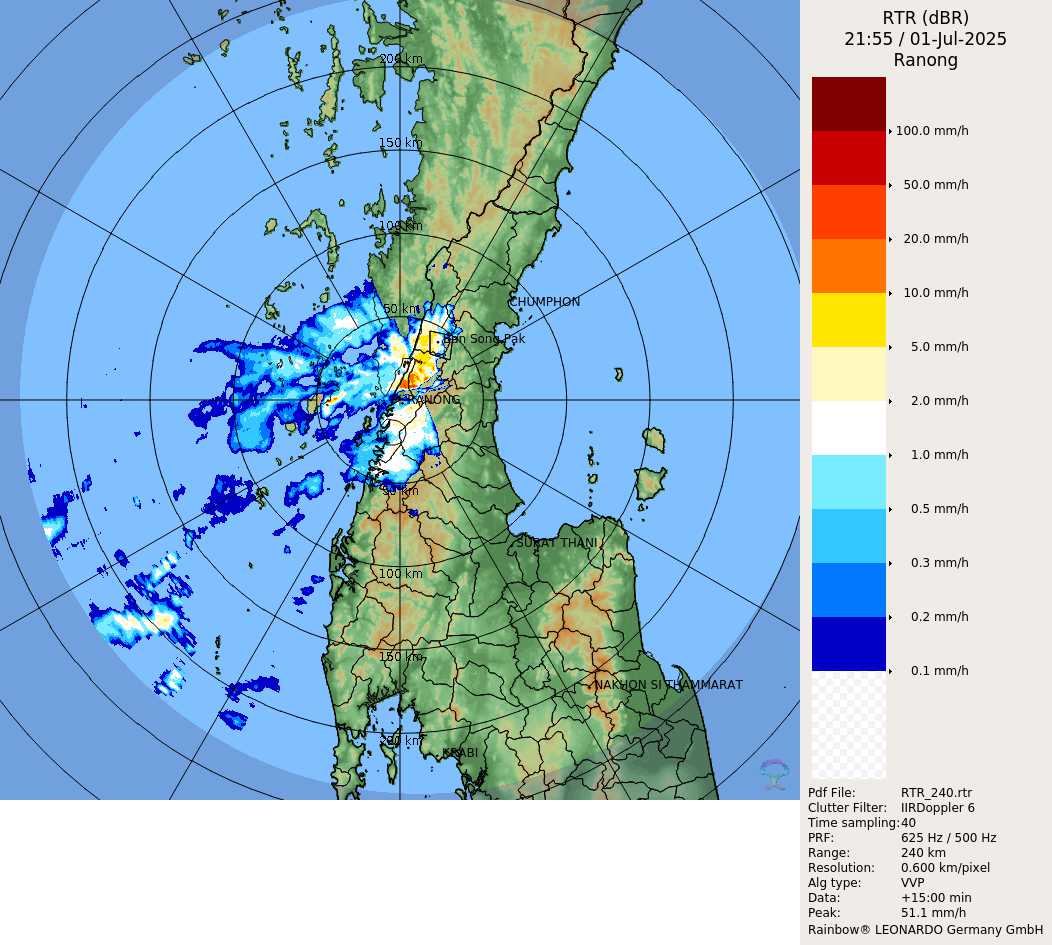 RTR (dBR)
21:55 / 01-Jul-2025
Ranong
100.0 mm/h
50.0 mm/h
20.0 mm/h
10.0 mm/h
5.0 mm/h
2.0 mm/h
1.0 mm/h
0.5 mm/h
0.3 mm/h
0.2 mm/h
0.1 mm/h
Pdf File: RTR_240.rtr
Clutter Filter: IIRDoppler 6
Time sampling: 40
PRF: 625 Hz / 500 Hz
Range: 240 km
Resolution: 0.600 km/pixel
Alg type: VVP
Data: +15:00 min
Peak: 51.1 mm/h
Rainbow® LEONARDO Germany GmbH
200 km
150 km
100 km
50 km
CHUMPHON
Ban Song Pak
RANONG
50 km
SURAT THANI
100 km
150 km
NAKHON SI THAMMARAT
200 km
KRABI